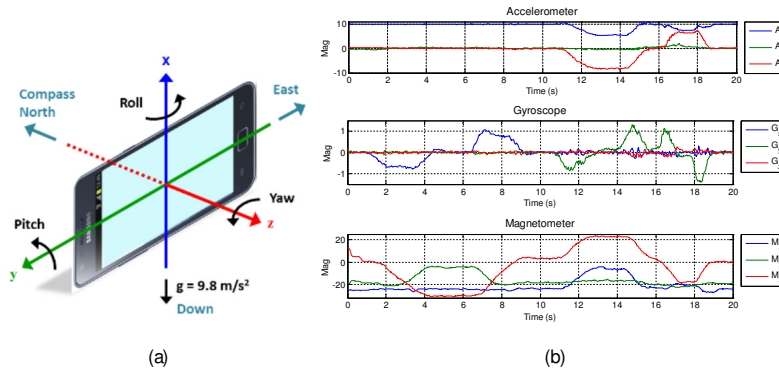 (a)
x
Compass
North
Roll
East
Pitch
Yaw
y
z
g = 9.8 m/s²
Down
SAMSUNG
(b)
Accelerometer
Mag
10
0
-10
0 2 4 6 8 10 12 14 16 18 20
Time (s)
A
A
A
Gyroscope
Mag
1
0
-1
0 2 4 6 8 10 12 14 16 18 20
Time (s)
G
G
G
Magnetometer
Mag
20
0
-20
0 2 4 6 8 10 12 14 16 18 20
Time (s)
M
M
M